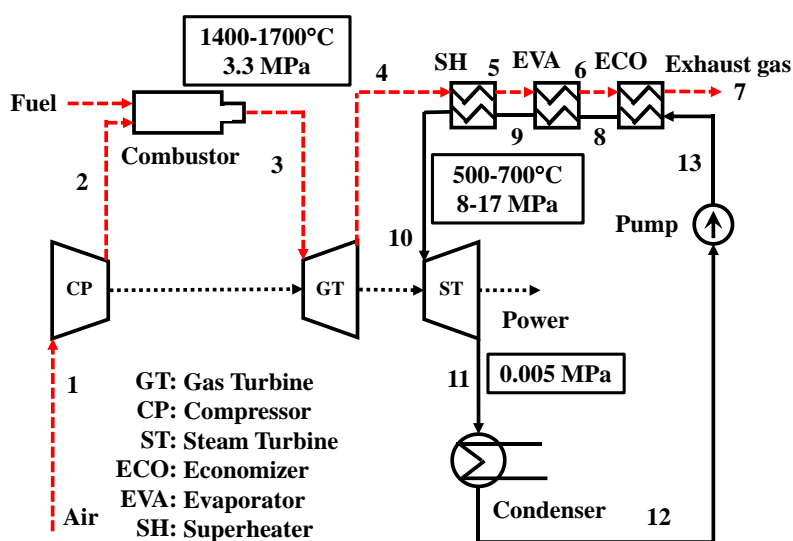 1400-1700°C
3.3 MPa
4
SH
5
EVA
6
ECO
Exhaust gas
7
Fuel
Combustor
2
3
9
8
13
500-700°C
8-17 MPa
10
Pump
CP
GT
ST
Power
1
11
0.005 MPa
GT: Gas Turbine
CP: Compressor
ST: Steam Turbine
ECO: Economizer
EVA: Evaporator
SH: Superheater
Air
Condenser
12